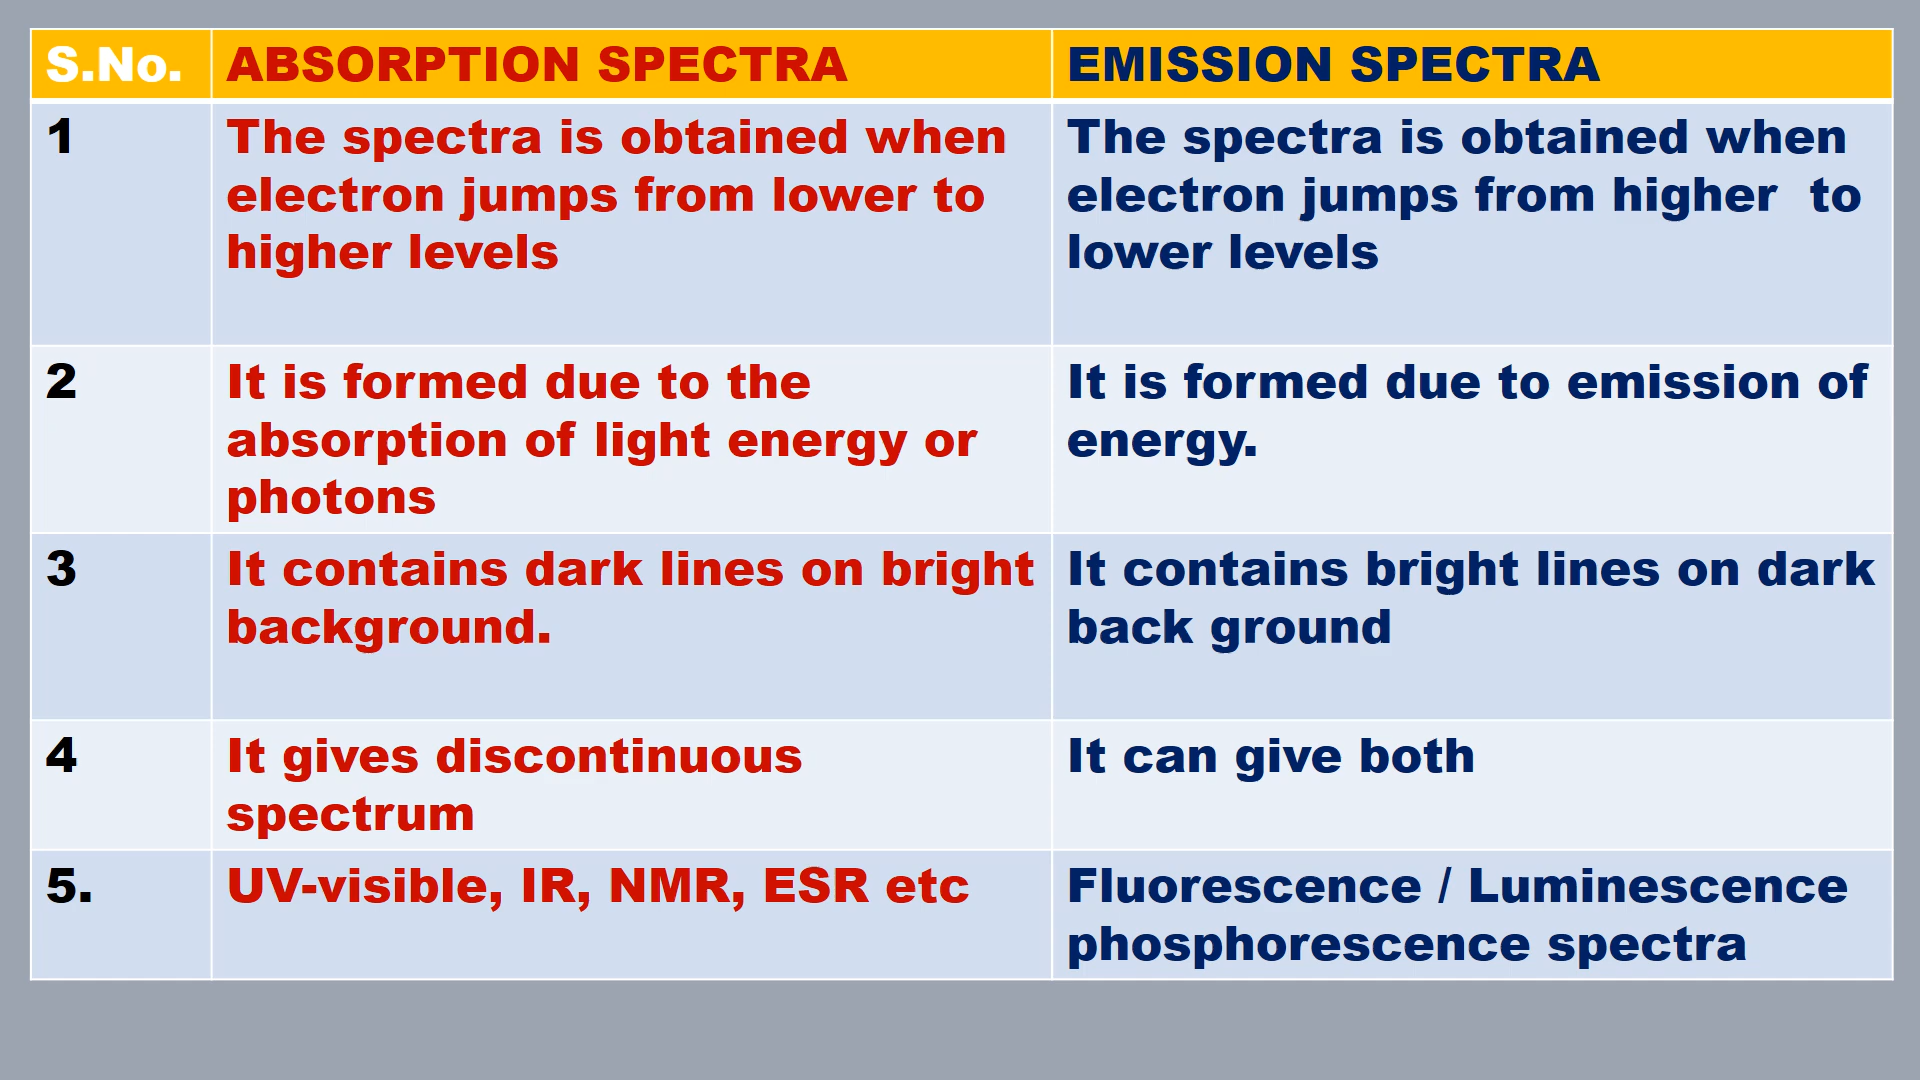 S.No.
ABSORPTION SPECTRA
EMISSION SPECTRA
1
The spectra is obtained when
electron jumps from lower to
higher levels
The spectra is obtained when
electron jumps from higher  to
lower levels
2
It is formed due to the
absorption of light energy or
photons
It is formed due to emission of
energy.
3
It contains dark lines on bright
background.
It contains bright lines on dark
back ground
4
It gives discontinuous
spectrum
It can give both
5.
UV-visible, IR, NMR, ESR etc
Fluorescence / Luminescence
phosphorescence spectra